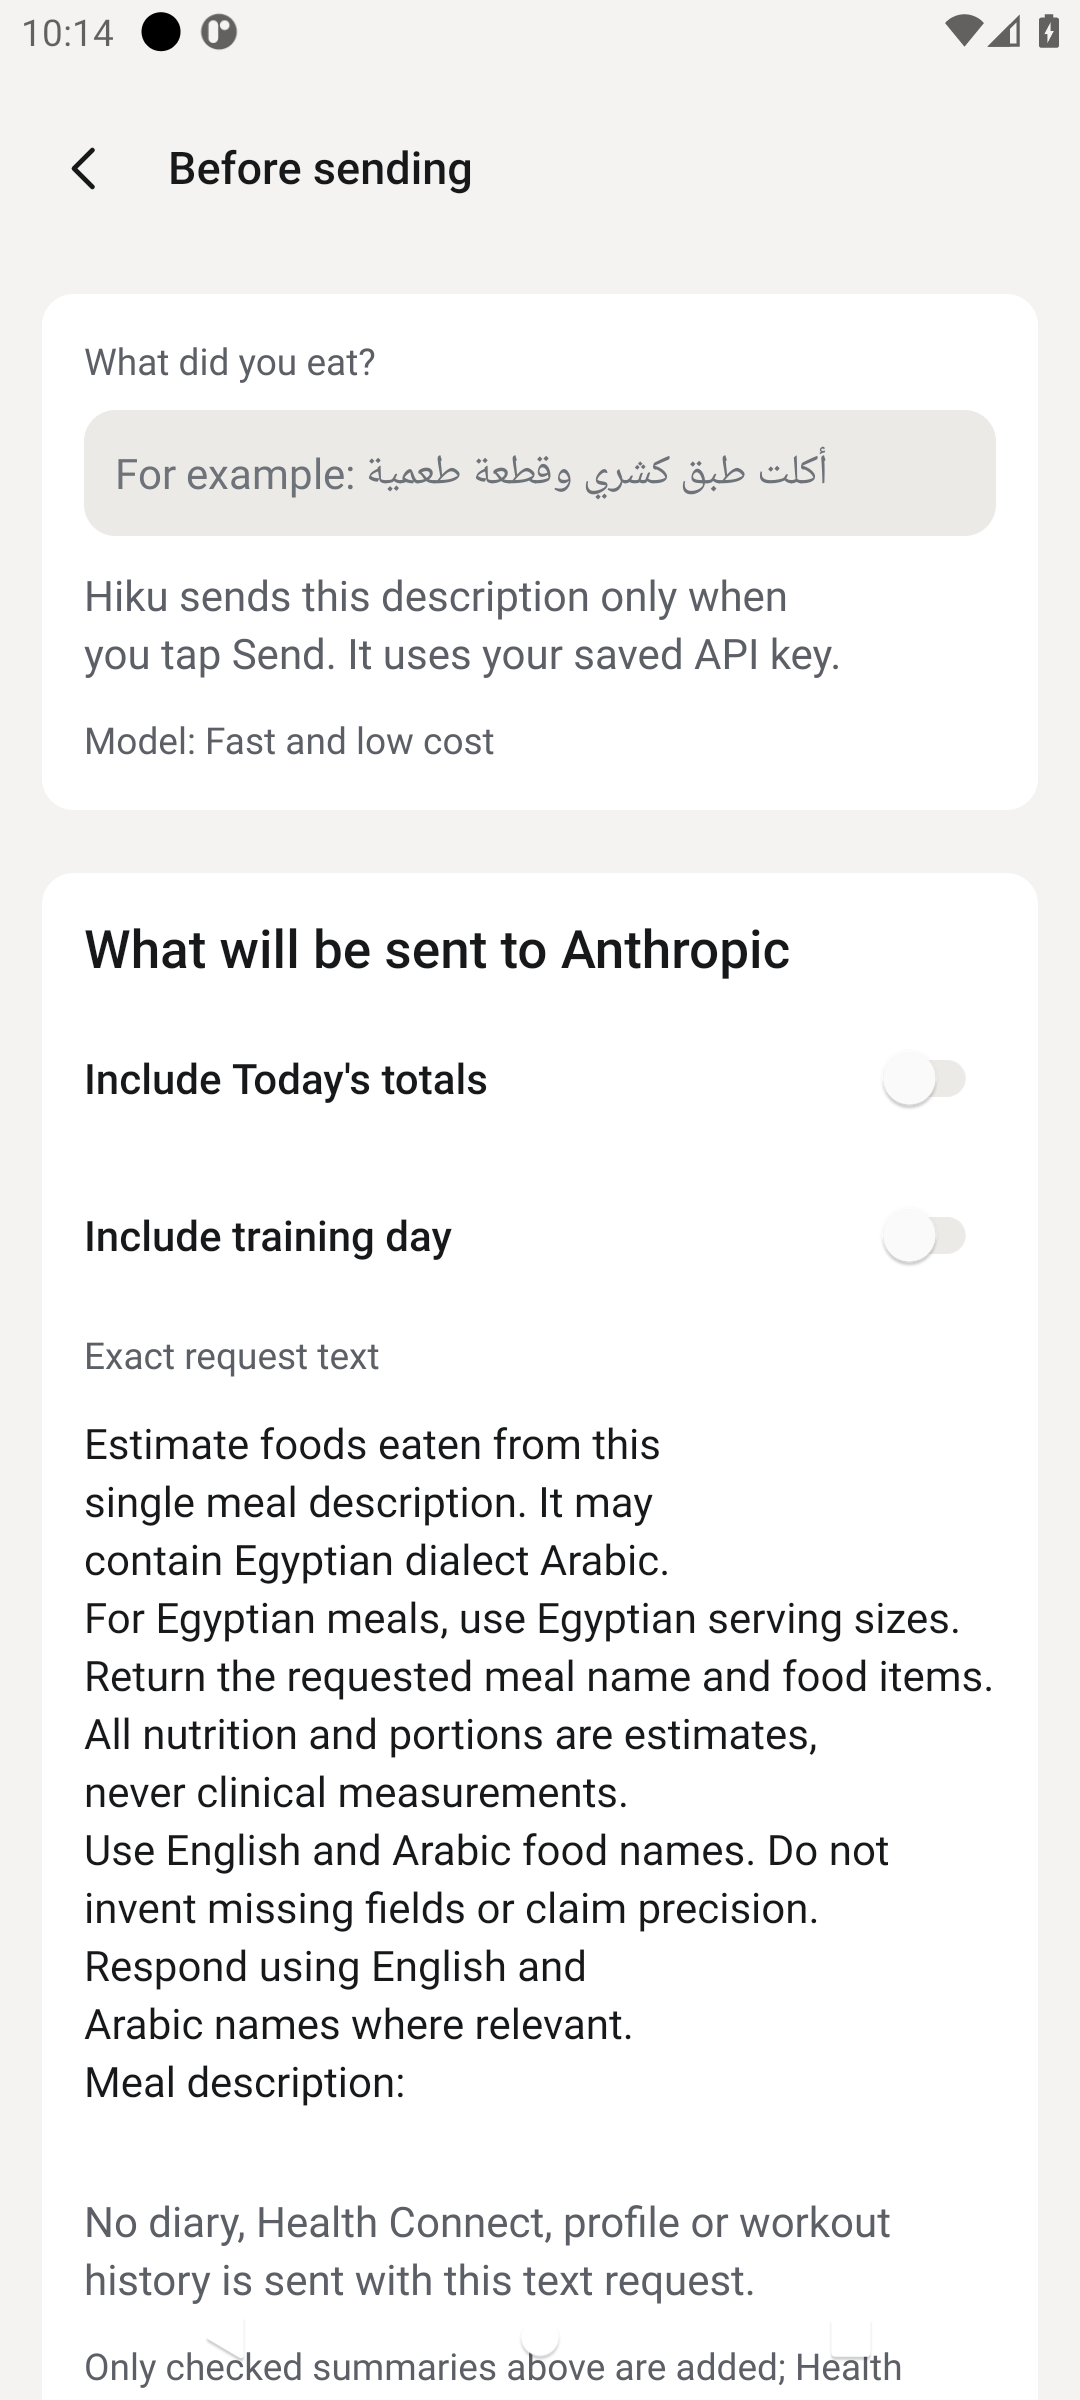 10:14
Before sending
What did you eat?
For example: أكلت طبق كشري وقطعة طعمية
Hiku sends this description only when
you tap Send. It uses your saved API key.
Model: Fast and low cost
What will be sent to Anthropic
Include Today's totals
Include training day
Exact request text
Estimate foods eaten from this
single meal description. It may
contain Egyptian dialect Arabic.
For Egyptian meals, use Egyptian serving sizes.
Return the requested meal name and food items.
All nutrition and portions are estimates,
never clinical measurements.
Use English and Arabic food names. Do not
invent missing fields or claim precision.
Respond using English and
Arabic names where relevant.
Meal description:
No diary, Health Connect, profile or workout
history is sent with this text request.
Only checked summaries above are added; Health